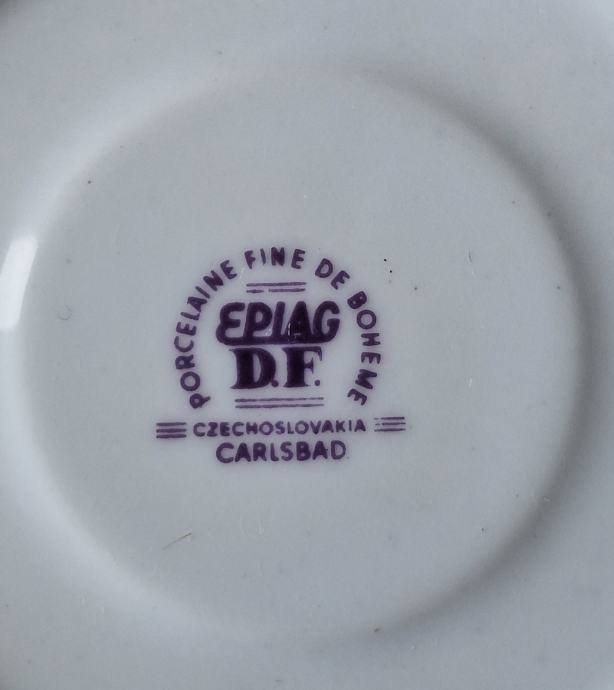 PORCELAINE FINE DE BOHEME
EPIAG
D.F.
CZECHOSLOVAKIA
CARLSBAD